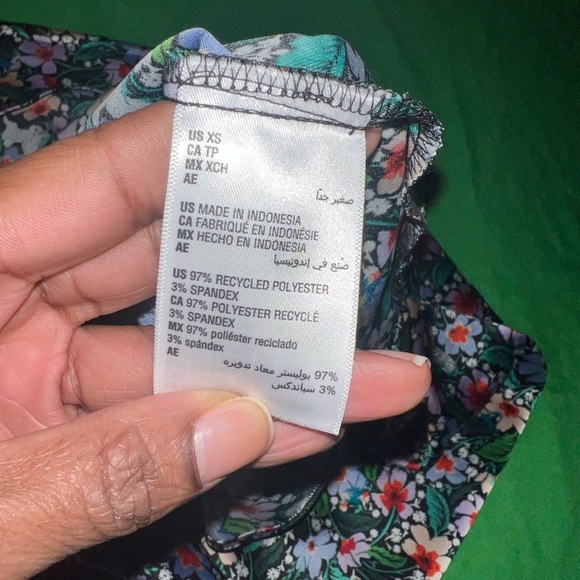 US XS
CA TP
MX XCH
AE
صغير جدًا
US MADE IN INDONESIA
CA FABRIQUÉ EN INDONÉSIE
MX HECHO EN INDONESIA
AE
صُنع في إندونيسيا
US 97% RECYCLED POLYESTER
3% SPANDEX
CA 97% POLYESTER RECYCLÉ
3% SPANDEX
MX 97% poliéster reciclado
3% spándex
AE
97% بوليستر معاد تدويره
3% سباندكس